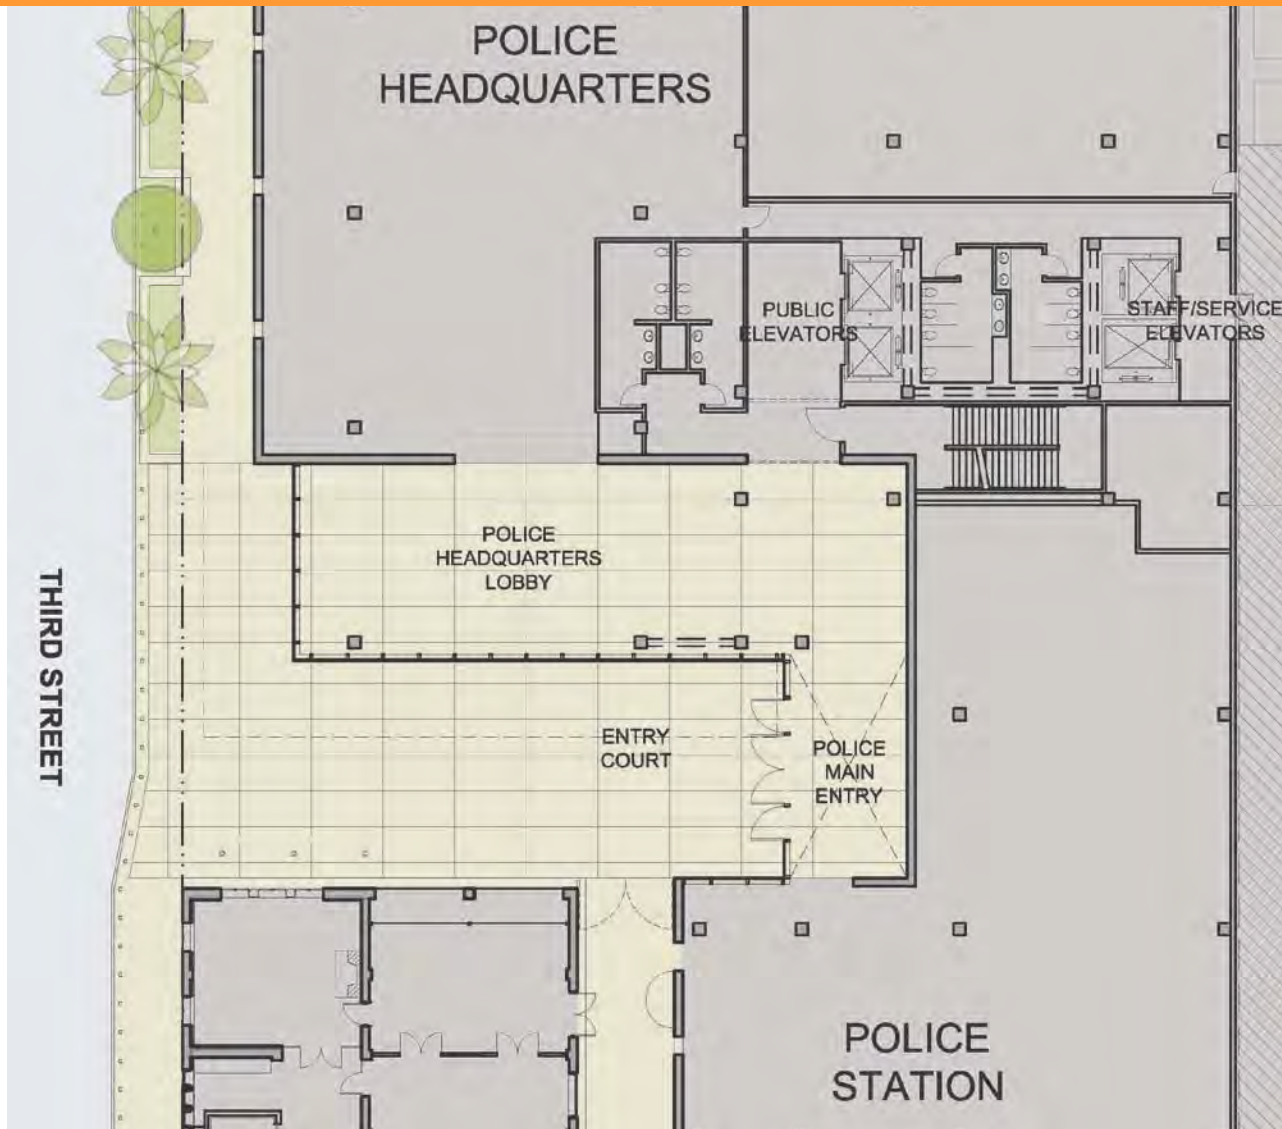 POLICE
HEADQUARTERS
PUBLIC
ELEVATORS
STAFF/SERVICE
ELEVATORS
POLICE
HEADQUARTERS
LOBBY
THIRD STREET
ENTRY
COURT
POLICE
MAIN
ENTRY
POLICE
STATION